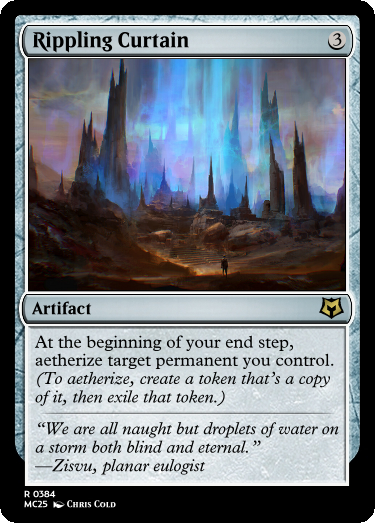 Rippling Curtain 3
Artifact
At the beginning of your end step,
aetherize target permanent you control.
(To aetherize, create a token that's a copy
of it, then exile that token.)
"We are all naught but droplets of water on
a storm both blind and eternal."
—Zisvu, planar eulogist
R 0384
MC25 Chris Cold